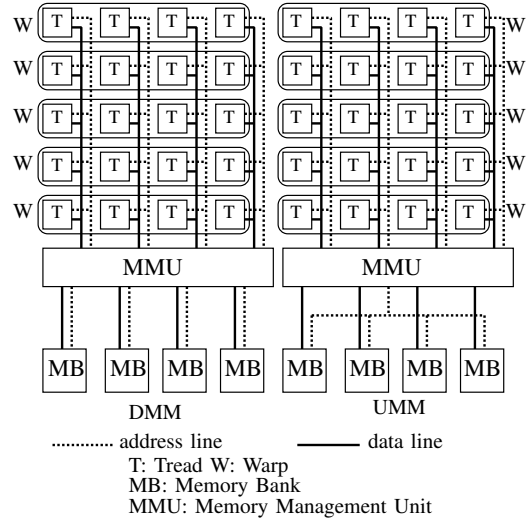 W T T T T T T T T W
W T T T T T T T T W
W T T T T T T T T W
W T T T T T T T T W
W T T T T T T T T W
MMU MMU
MB MB MB MB MB MB MB MB
DMM UMM
address line data line
T: Tread W: Warp
MB: Memory Bank
MMU: Memory Management Unit